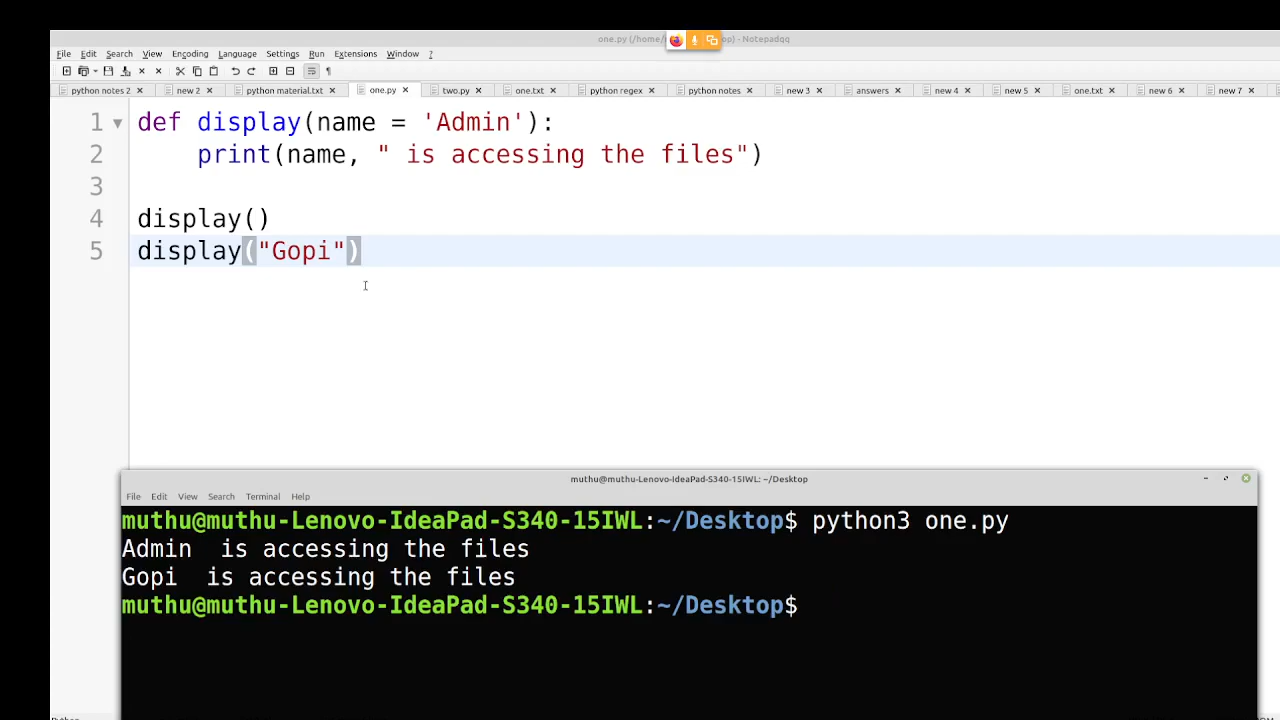 one.py (/home/ op) - Notepadqq
File Edit Search View Encoding Language Settings Run Extensions Window ?
python notes 2 new 2 python material.txt one.py two.py one.txt python regex python notes new 3 answers new 4 new 5 one.txt new 6 new 7
1 def display(name = 'Admin'):
2 print(name, " is accessing the files")
3
4 display()
5 display("Gopi")
muthu@muthu-Lenovo-IdeaPad-S340-15IWL: ~/Desktop
File Edit View Search Terminal Help
muthu@muthu-Lenovo-IdeaPad-S340-15IWL:~/Desktop$ python3 one.py
Admin  is accessing the files
Gopi  is accessing the files
muthu@muthu-Lenovo-IdeaPad-S340-15IWL:~/Desktop$